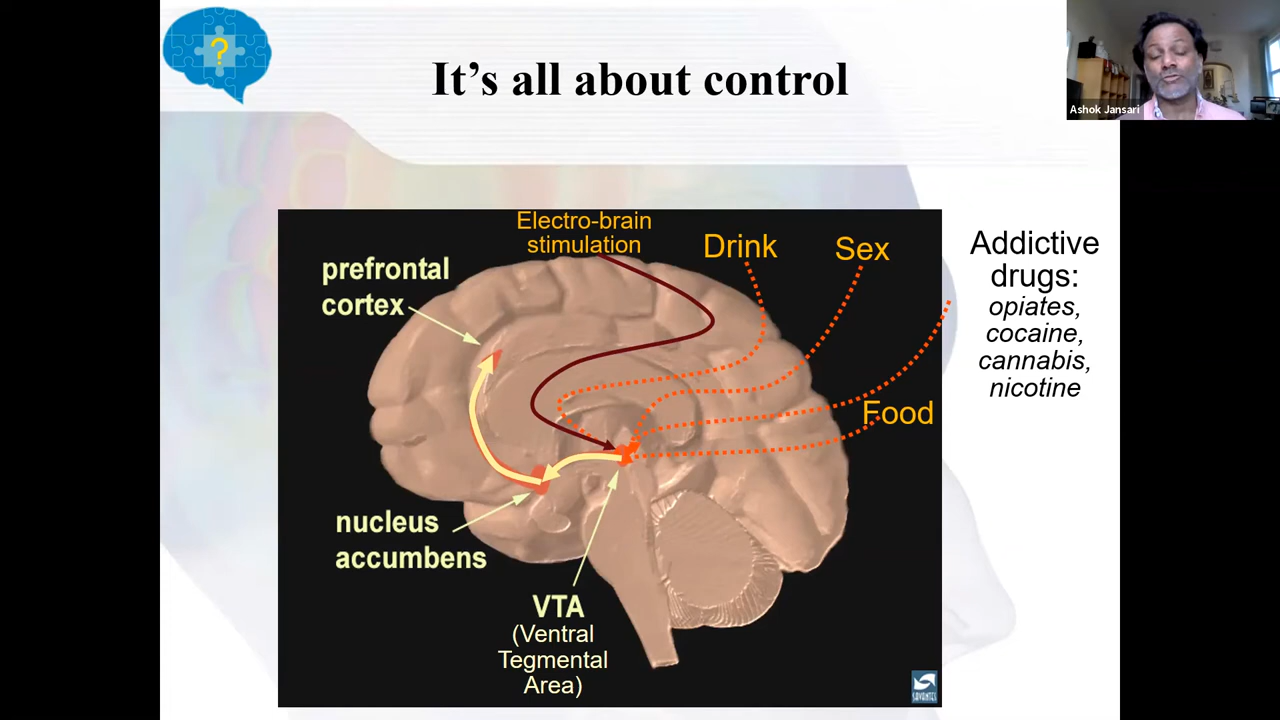 ?
It’s all about control
Ashok Jansari
Electro-brain
stimulation
Drink
Sex
Addictive
drugs:
opiates,
cocaine,
cannabis,
nicotine
prefrontal
cortex
Food
nucleus
accumbens
VTA
(Ventral
Tegmental
Area)
SAVANTES